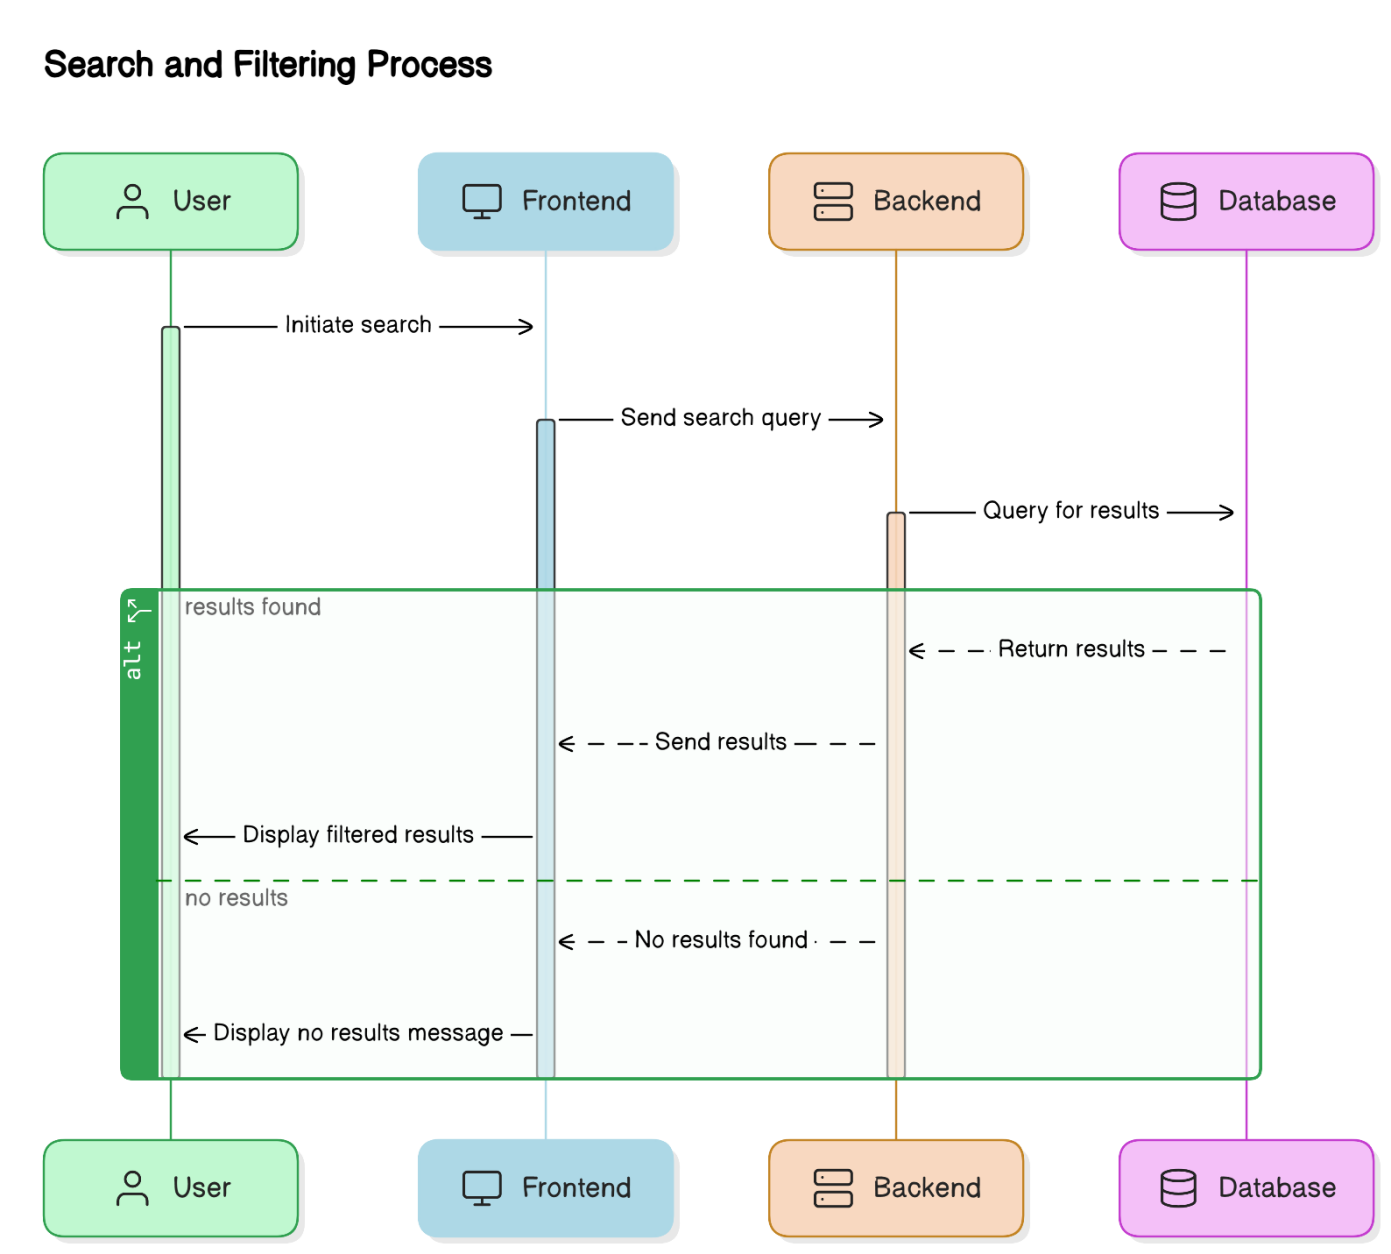 Search and Filtering Process
User
Frontend
Backend
Database
Initiate search
Send search query
Query for results
alt
results found
Return results
Send results
Display filtered results
no results
No results found
Display no results message
User
Frontend
Backend
Database